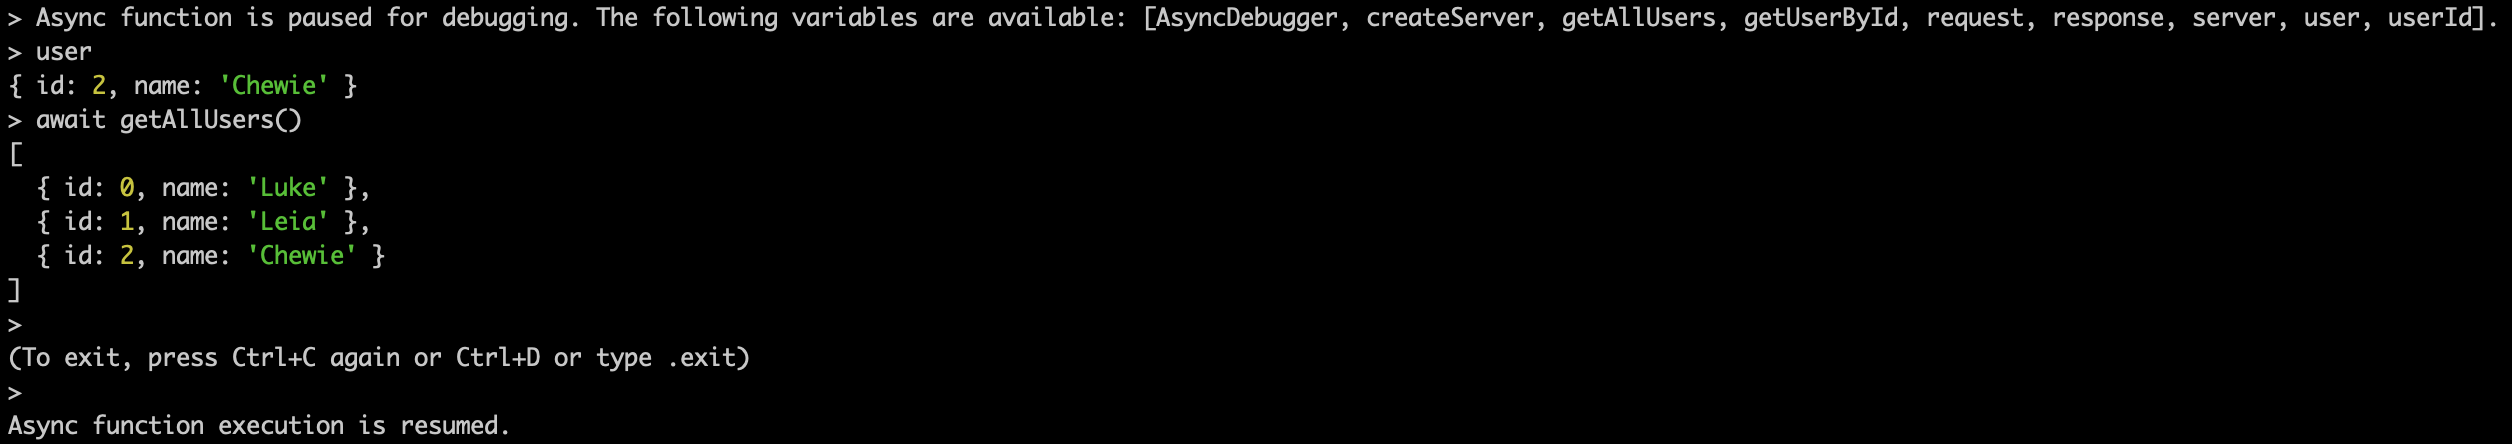 > Async function is paused for debugging. The following variables are available: [AsyncDebugger, createServer, getAllUsers, getUserById, request, response, server, user, userId].
> user
{ id: 2, name: 'Chewie' }
> await getAllUsers()
[
  { id: 0, name: 'Luke' },
  { id: 1, name: 'Leia' },
  { id: 2, name: 'Chewie' }
]
>
(To exit, press Ctrl+C again or Ctrl+D or type .exit)
>
Async function execution is resumed.